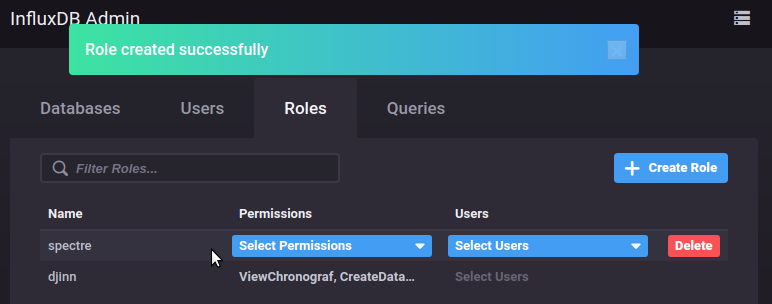 InfluxDB Admin
Role created successfully
Databases Users Roles Queries
Filter Roles...
Create Role
Name Permissions Users
spectre Select Permissions Select Users Delete
djinn ViewChronograf, CreateData... Select Users